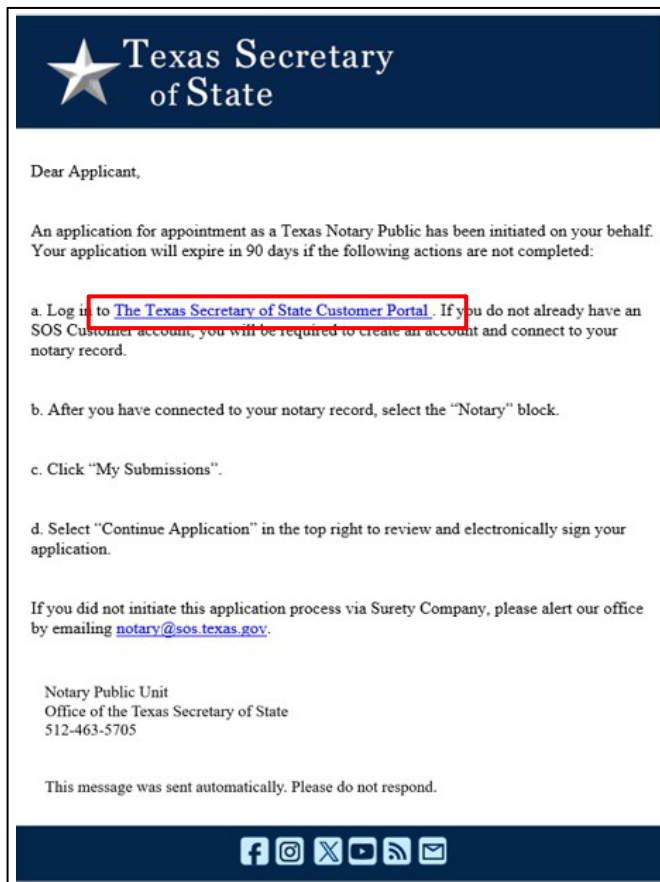 Texas Secretary
of State
Dear Applicant,
An application for appointment as a Texas Notary Public has been initiated on your behalf.
Your application will expire in 90 days if the following actions are not completed:
a. Log in to The Texas Secretary of State Customer Portal . If you do not already have an
SOS Customer account, you will be required to create an account and connect to your
notary record.
b. After you have connected to your notary record, select the “Notary” block.
c. Click “My Submissions”.
d. Select “Continue Application” in the top right to review and electronically sign your
application.
If you did not initiate this application process via Surety Company, please alert our office
by emailing notary@sos.texas.gov.
Notary Public Unit
Office of the Texas Secretary of State
512-463-5705
This message was sent automatically. Please do not respond.